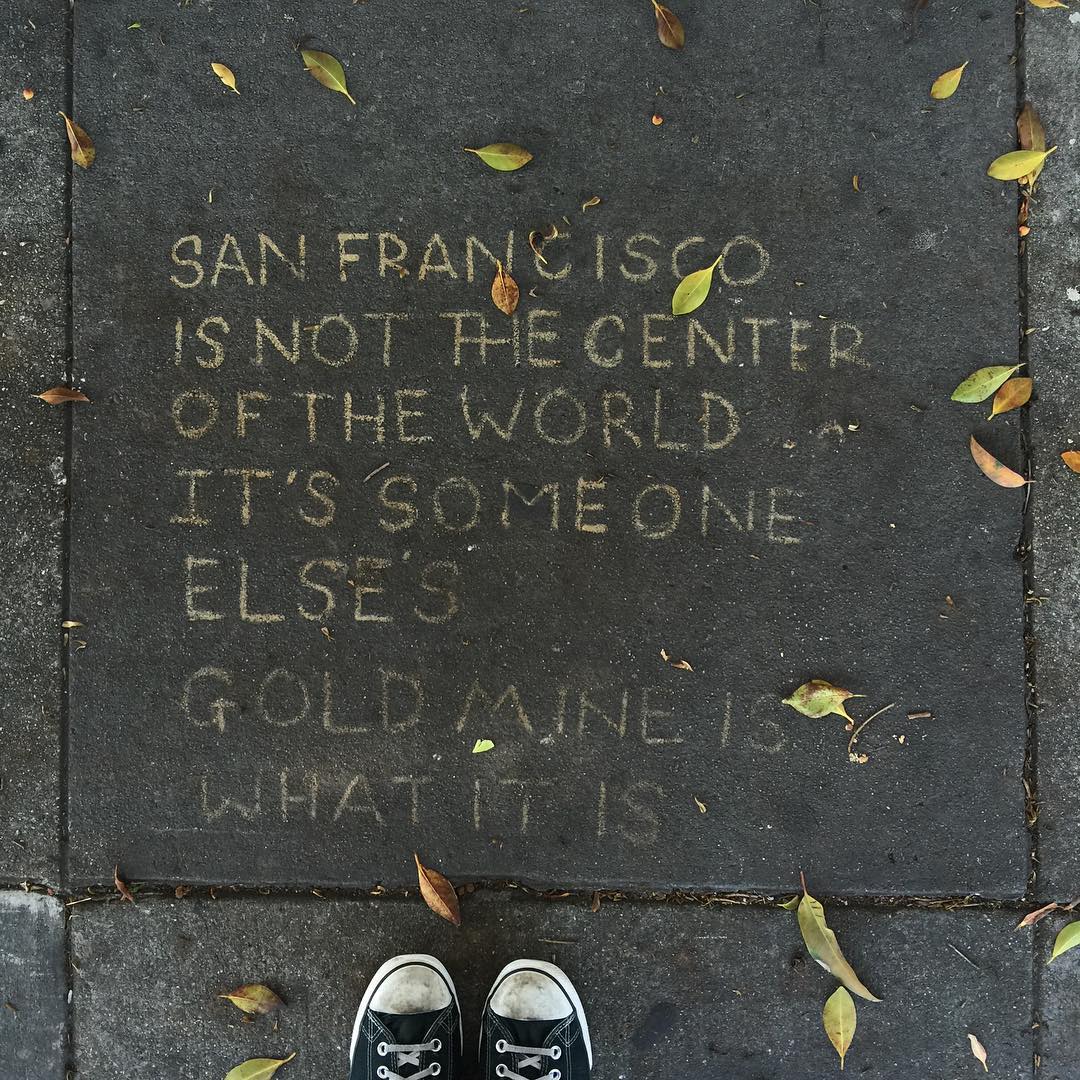 SAN FRANCISCO
IS NOT THE CENTER
OF THE WORLD
IT'S SOMEONE
ELSE'S
GOLD MINE IS
WHAT IT IS